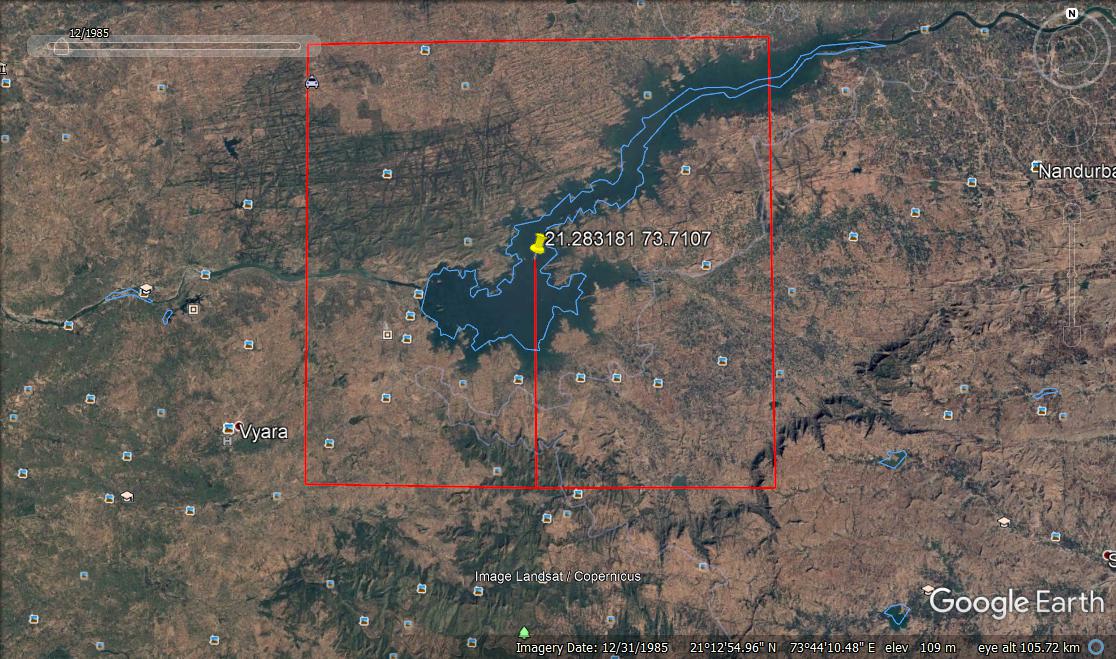 12/1985
N
Nandurba
21.283181 73.7107
Vyara
H
S
Image Landsat / Copernicus
Google Earth
Imagery Date: 12/31/1985 21°12'54.96" N 73°44'10.48" E elev 109 m eye alt 105.72 km